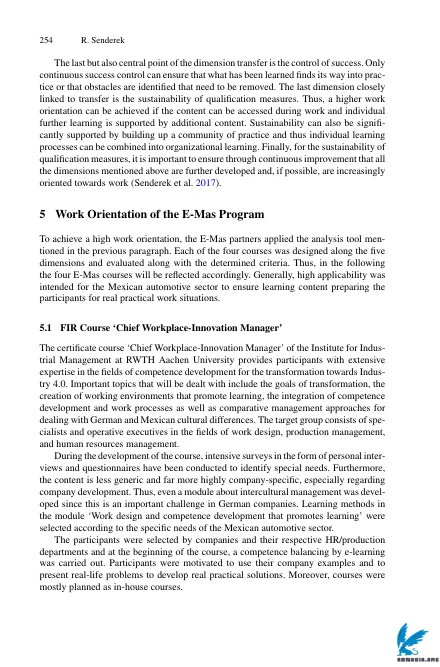 254 R. Senderek
The last but also central point of the dimension transfer is the control of success. Only
continuous success control can ensure that what has been learned finds its way into prac-
tice or that obstacles are identified that need to be removed. The last dimension closely
linked to transfer is the sustainability of qualification measures. Thus, a higher work
orientation can be achieved if the content can be accessed during work and individual
further learning is supported by additional content. Sustainability can also be signifi-
cantly supported by building up a community of practice and thus individual learning
processes can be combined into organizational learning. Finally, for the sustainability of
qualification measures, it is important to ensure through continuous improvement that all
the dimensions mentioned above are further developed and, if possible, are increasingly
oriented towards work (Senderek et al. 2017).
5 Work Orientation of the E-Mas Program
To achieve a high work orientation, the E-Mas partners applied the analysis tool men-
tioned in the previous paragraph. Each of the four courses was designed along the five
dimensions and evaluated along with the determined criteria. Thus, in the following
the four E-Mas courses will be reflected accordingly. Generally, high applicability was
intended for the Mexican automotive sector to ensure learning content preparing the
participants for real practical work situations.
5.1 FIR Course ‘Chief Workplace-Innovation Manager’
The certificate course ‘Chief Workplace-Innovation Manager’ of the Institute for Indus-
trial Management at RWTH Aachen University provides participants with extensive
expertise in the fields of competence development for the transformation towards Indus-
try 4.0. Important topics that will be dealt with include the goals of transformation, the
creation of working environments that promote learning, the integration of competence
development and work processes as well as comparative management approaches for
dealing with German and Mexican cultural differences. The target group consists of spe-
cialists and operative executives in the fields of work design, production management,
and human resources management.
During the development of the course, intensive surveys in the form of personal inter-
views and questionnaires have been conducted to identify special needs. Furthermore,
the content is less generic and far more highly company-specific, especially regarding
company development. Thus, even a module about intercultural management was devel-
oped since this is an important challenge in German companies. Learning methods in
the module ‘Work design and competence development that promotes learning’ were
selected according to the specific needs of the Mexican automotive sector.
The participants were selected by companies and their respective HR/production
departments and at the beginning of the course, a competence balancing by e-learning
was carried out. Participants were motivated to use their company examples and to
present real-life problems to develop real practical solutions. Moreover, courses were
mostly planned as in-house courses.